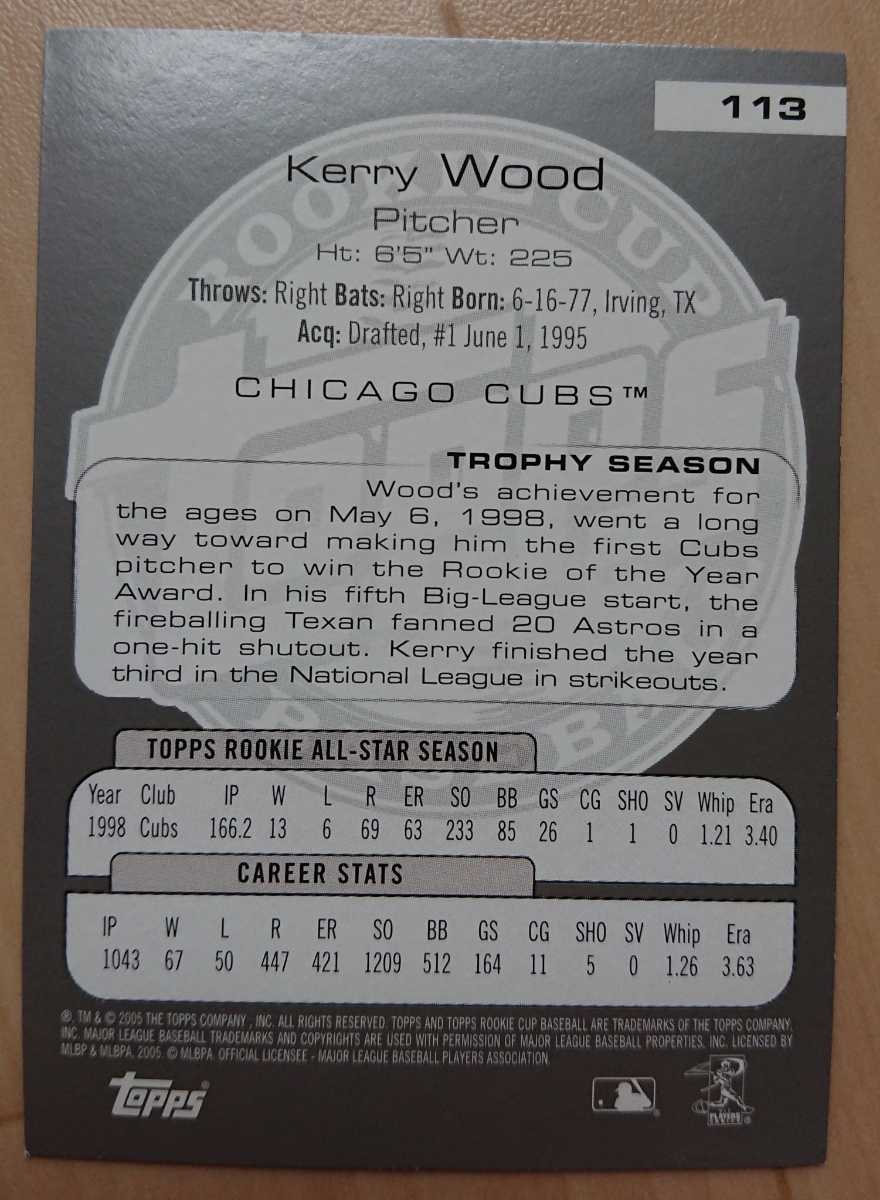 113
Kerry Wood
Pitcher
Ht: 6'5" Wt: 225
Throws: Right Bats: Right Born: 6-16-77, Irving, TX
Acq: Drafted, #1 June 1, 1995
CHICAGO CUBS™
TROPHY SEASON
Wood's achievement for
the ages on May 6, 1998, went a long
way toward making him the first Cubs
pitcher to win the Rookie of the Year
Award. In his fifth Big-League start, the
fireballing Texan fanned 20 Astros in a
one-hit shutout. Kerry finished the year
third in the National League in strikeouts.
TOPPS ROOKIE ALL-STAR SEASON
Year Club IP W L R ER SO BB GS CG SHO SV Whip Era
1998 Cubs 166.2 13 6 69 63 233 85 26 1 1 0 1.21 3.40
CAREER STATS
IP W L R ER SO BB GS CG SHO SV Whip Era
1043 67 50 447 421 1209 512 164 11 5 0 1.26 3.63
®, TM & © 2005 THE TOPPS COMPANY, INC. ALL RIGHTS RESERVED. TOPPS AND TOPPS ROOKIE CUP BASEBALL ARE TRADEMARKS OF THE TOPPS COMPANY,
INC. MAJOR LEAGUE BASEBALL TRADEMARKS AND COPYRIGHTS ARE USED WITH PERMISSION OF MAJOR LEAGUE BASEBALL PROPERTIES, INC. LICENSED BY
MLBP & MLBPA, 2005. © MLBPA, OFFICIAL LICENSEE - MAJOR LEAGUE BASEBALL PLAYERS ASSOCIATION.
ROOKIE CUP
Topps
Topps®
PLAYERS